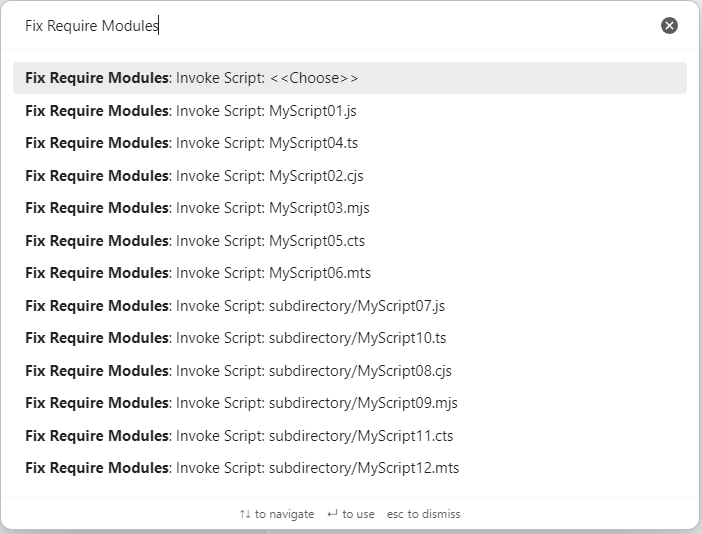 Fix Require Modules
Fix Require Modules: Invoke Script: <<Choose>>
Fix Require Modules: Invoke Script: MyScript01.js
Fix Require Modules: Invoke Script: MyScript04.ts
Fix Require Modules: Invoke Script: MyScript02.cjs
Fix Require Modules: Invoke Script: MyScript03.mjs
Fix Require Modules: Invoke Script: MyScript05.cts
Fix Require Modules: Invoke Script: MyScript06.mts
Fix Require Modules: Invoke Script: subdirectory/MyScript07.js
Fix Require Modules: Invoke Script: subdirectory/MyScript10.ts
Fix Require Modules: Invoke Script: subdirectory/MyScript08.cjs
Fix Require Modules: Invoke Script: subdirectory/MyScript09.mjs
Fix Require Modules: Invoke Script: subdirectory/MyScript11.cts
Fix Require Modules: Invoke Script: subdirectory/MyScript12.mts
↑↓ to navigate ↵ to use esc to dismiss